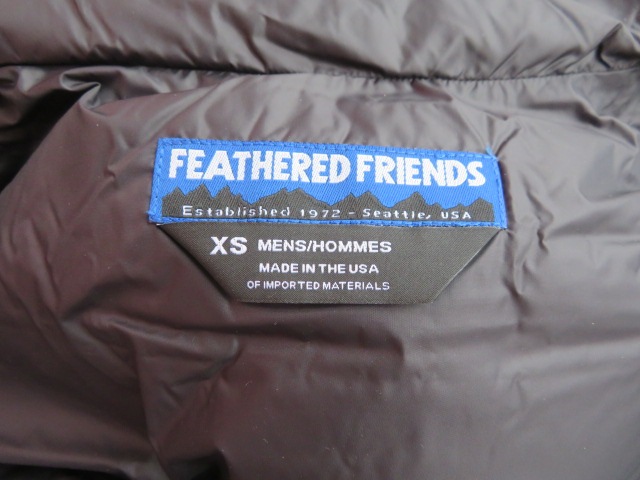 FEATHERED FRIENDS
Established 1972 - Seattle, USA
XS MENS/HOMMES
MADE IN THE USA
OF IMPORTED MATERIALS